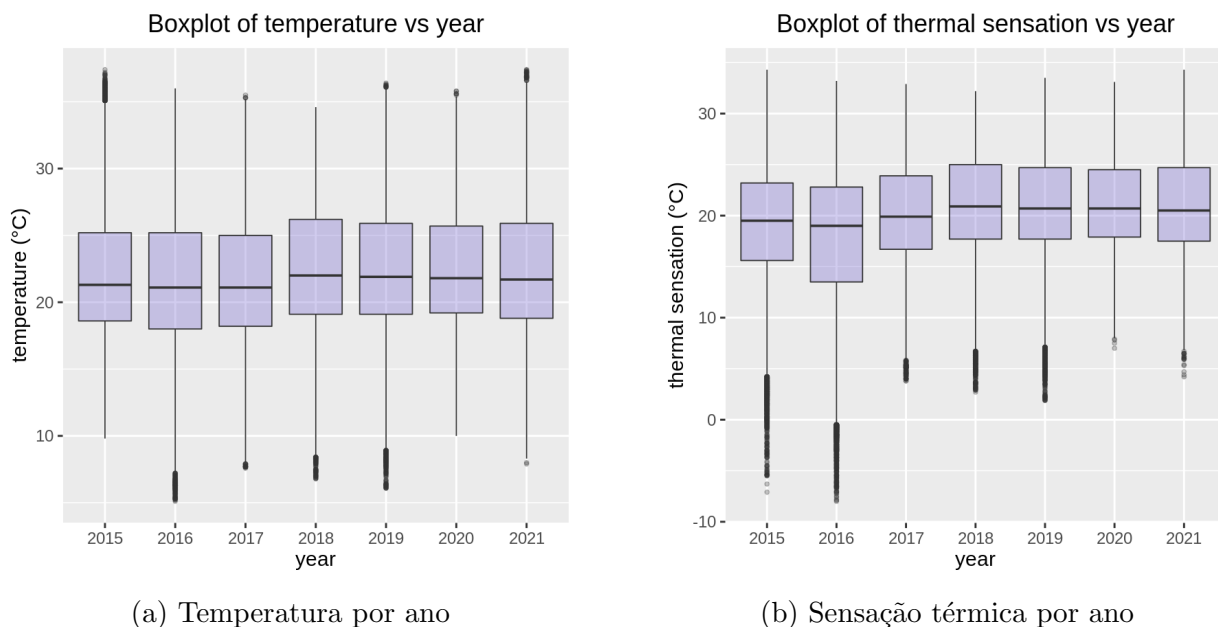 Boxplot of temperature vs year
temperature (°C)
30
20
10
2015 2016 2017 2018 2019 2020 2021
year
(a) Temperatura por ano
Boxplot of thermal sensation vs year
thermal sensation (°C)
30
20
10
0
-10
2015 2016 2017 2018 2019 2020 2021
year
(b) Sensação térmica por ano